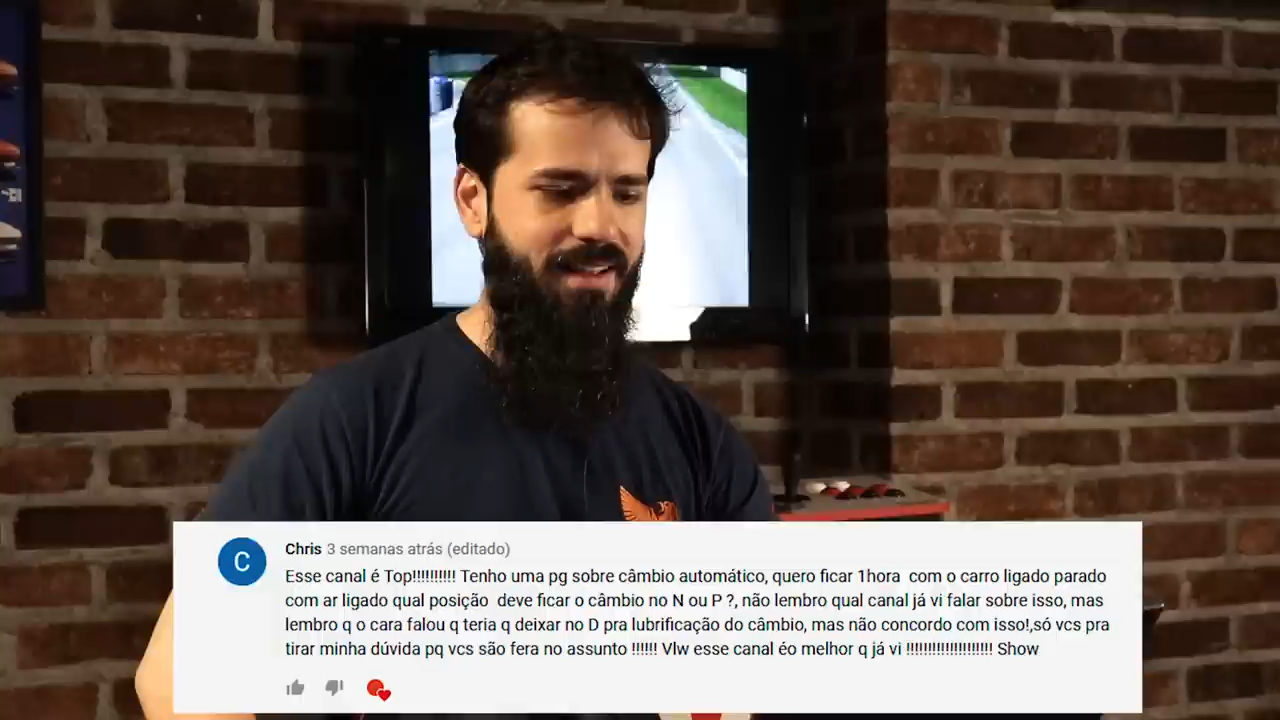 C
Chris 3 semanas atrás (editado)
Esse canal é Top!!!!!!!!!! Tenho uma pg sobre câmbio automático, quero ficar 1hora com o carro ligado parado
com ar ligado qual posição deve ficar o câmbio no N ou P ?, não lembro qual canal já vi falar sobre isso, mas
lembro q o cara falou q teria q deixar no D pra lubrificação do câmbio, mas não concordo com isso!,só vcs pra
tirar minha dúvida pq vcs são fera no assunto !!!!!! Vlw esse canal éo melhor q já vi !!!!!!!!!!!!!!!!!!!! Show